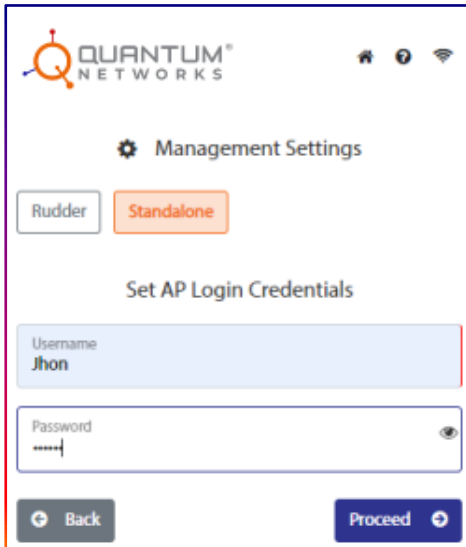 QUANTUM®
NETWORKS
Management Settings
Rudder Standalone
Set AP Login Credentials
Username
Jhon
Password
••••••
Back Proceed